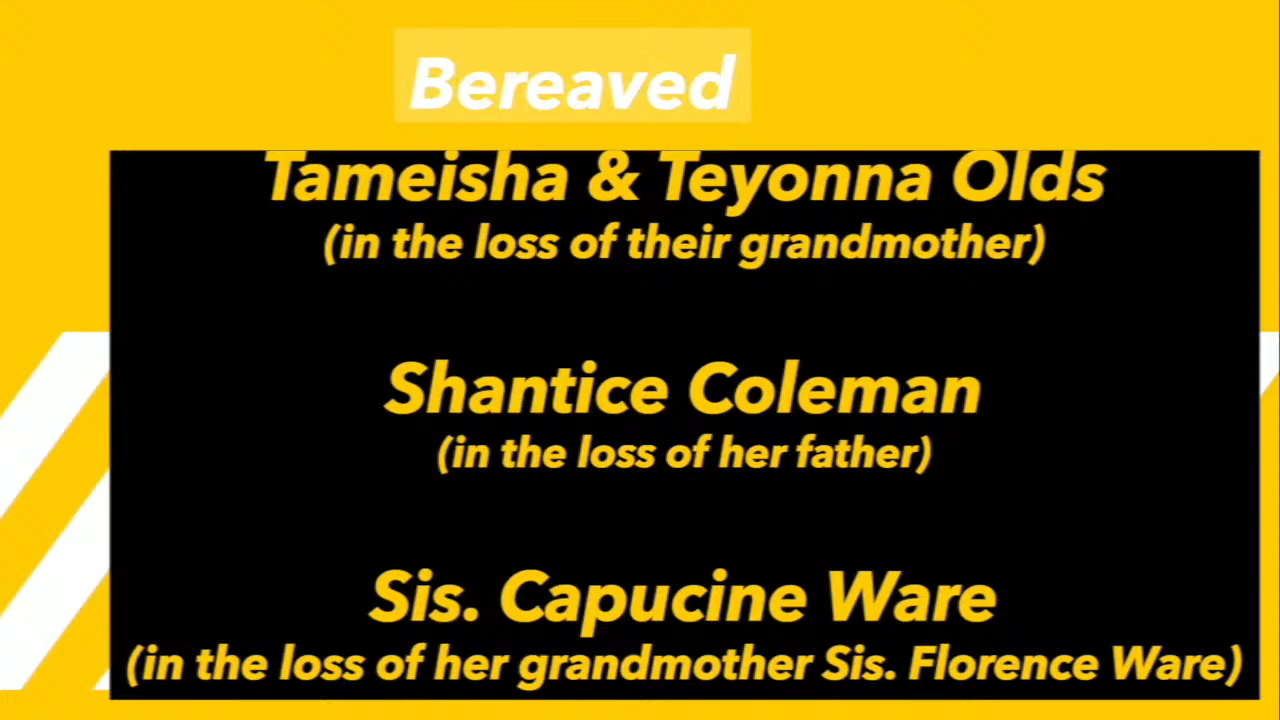 Bereaved
Tameisha & Teyonna Olds
(in the loss of their grandmother)
Shantice Coleman
(in the loss of her father)
Sis. Capucine Ware
(in the loss of her grandmother Sis. Florence Ware)